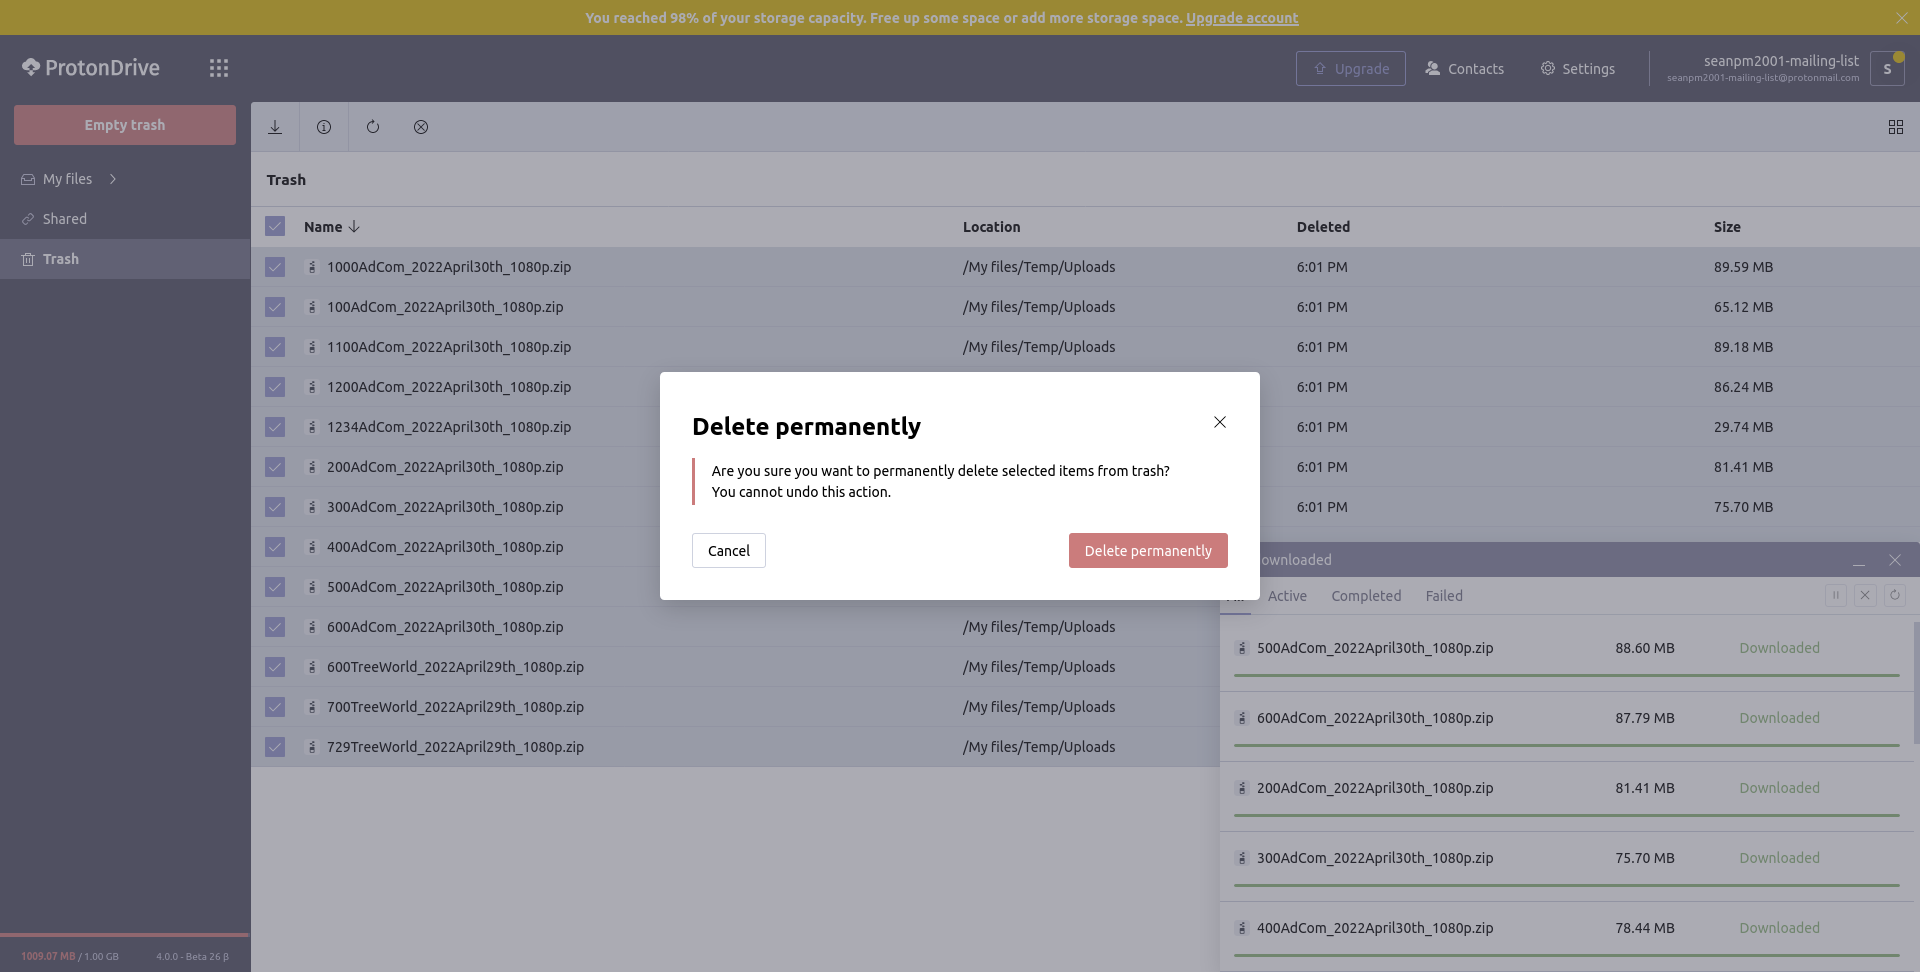 You reached 98% of your storage capacity. Free up some space or add more storage space. Upgrade account
ProtonDrive
Upgrade
Contacts
Settings
seanpm2001-mailing-list
seanpm2001-mailing-list@protonmail.com
S
Empty trash
My files
Shared
Trash
Trash
Name Location Deleted Size
1000AdCom_2022April30th_1080p.zip /My files/Temp/Uploads 6:01 PM 89.59 MB
100AdCom_2022April30th_1080p.zip /My files/Temp/Uploads 6:01 PM 65.12 MB
1100AdCom_2022April30th_1080p.zip /My files/Temp/Uploads 6:01 PM 89.18 MB
1200AdCom_2022April30th_1080p.zip 6:01 PM 86.24 MB
1234AdCom_2022April30th_1080p.zip 6:01 PM 29.74 MB
200AdCom_2022April30th_1080p.zip 6:01 PM 81.41 MB
300AdCom_2022April30th_1080p.zip 6:01 PM 75.70 MB
400AdCom_2022April30th_1080p.zip
500AdCom_2022April30th_1080p.zip
600AdCom_2022April30th_1080p.zip /My files/Temp/Uploads
600TreeWorld_2022April29th_1080p.zip /My files/Temp/Uploads
700TreeWorld_2022April29th_1080p.zip /My files/Temp/Uploads
729TreeWorld_2022April29th_1080p.zip /My files/Temp/Uploads
Delete permanently
Are you sure you want to permanently delete selected items from trash?
You cannot undo this action.
Cancel
Delete permanently
ownloaded
Active Completed Failed
500AdCom_2022April30th_1080p.zip 88.60 MB Downloaded
600AdCom_2022April30th_1080p.zip 87.79 MB Downloaded
200AdCom_2022April30th_1080p.zip 81.41 MB Downloaded
300AdCom_2022April30th_1080p.zip 75.70 MB Downloaded
400AdCom_2022April30th_1080p.zip 78.44 MB Downloaded
1009.07 MB / 1.00 GB 4.0.0 - Beta 26 β